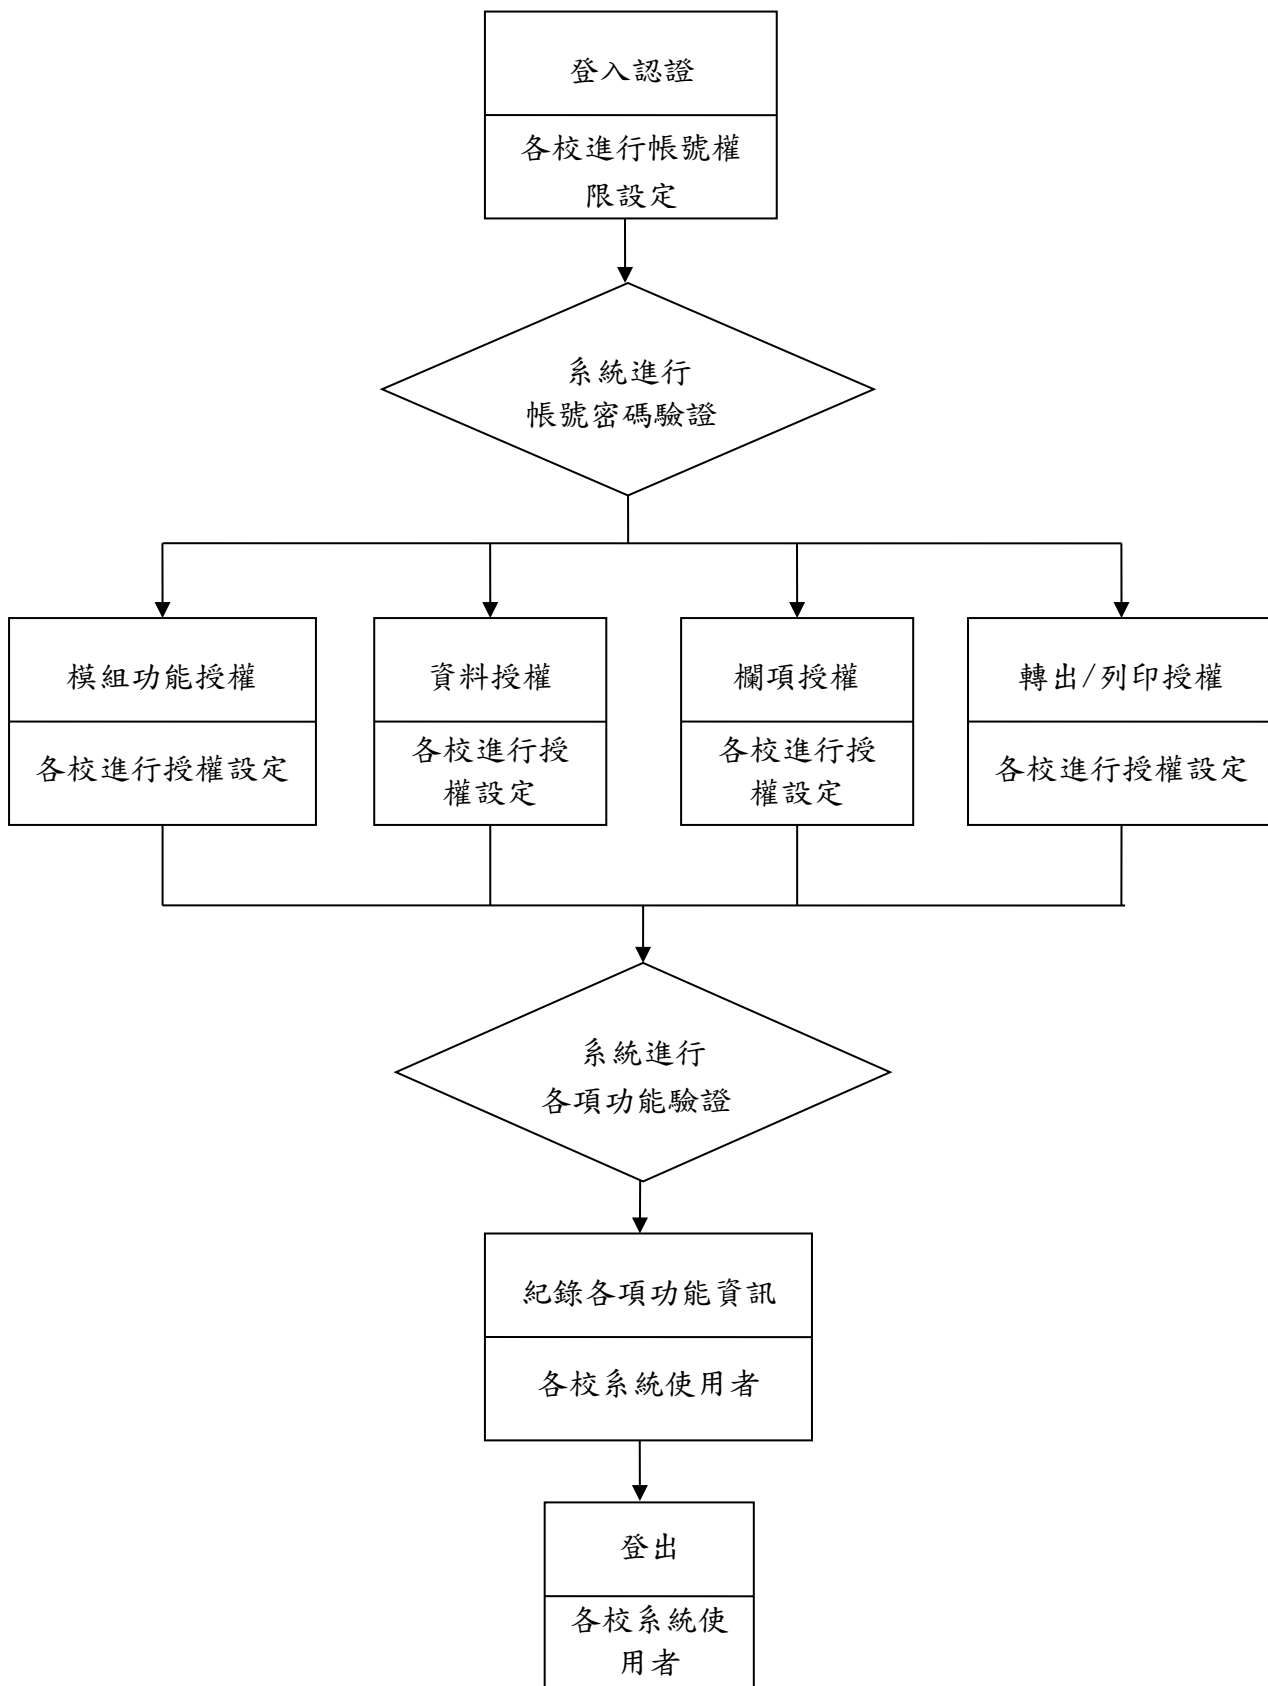 登入認證
各校進行帳號權
限設定
系統進行
帳號密碼驗證
模組功能授權
各校進行授權設定
資料授權
各校進行授
權設定
欄項授權
各校進行授
權設定
轉出/列印授權
各校進行授權設定
系統進行
各項功能驗證
紀錄各項功能資訊
各校系統使用者
登出
各校系統使
用者